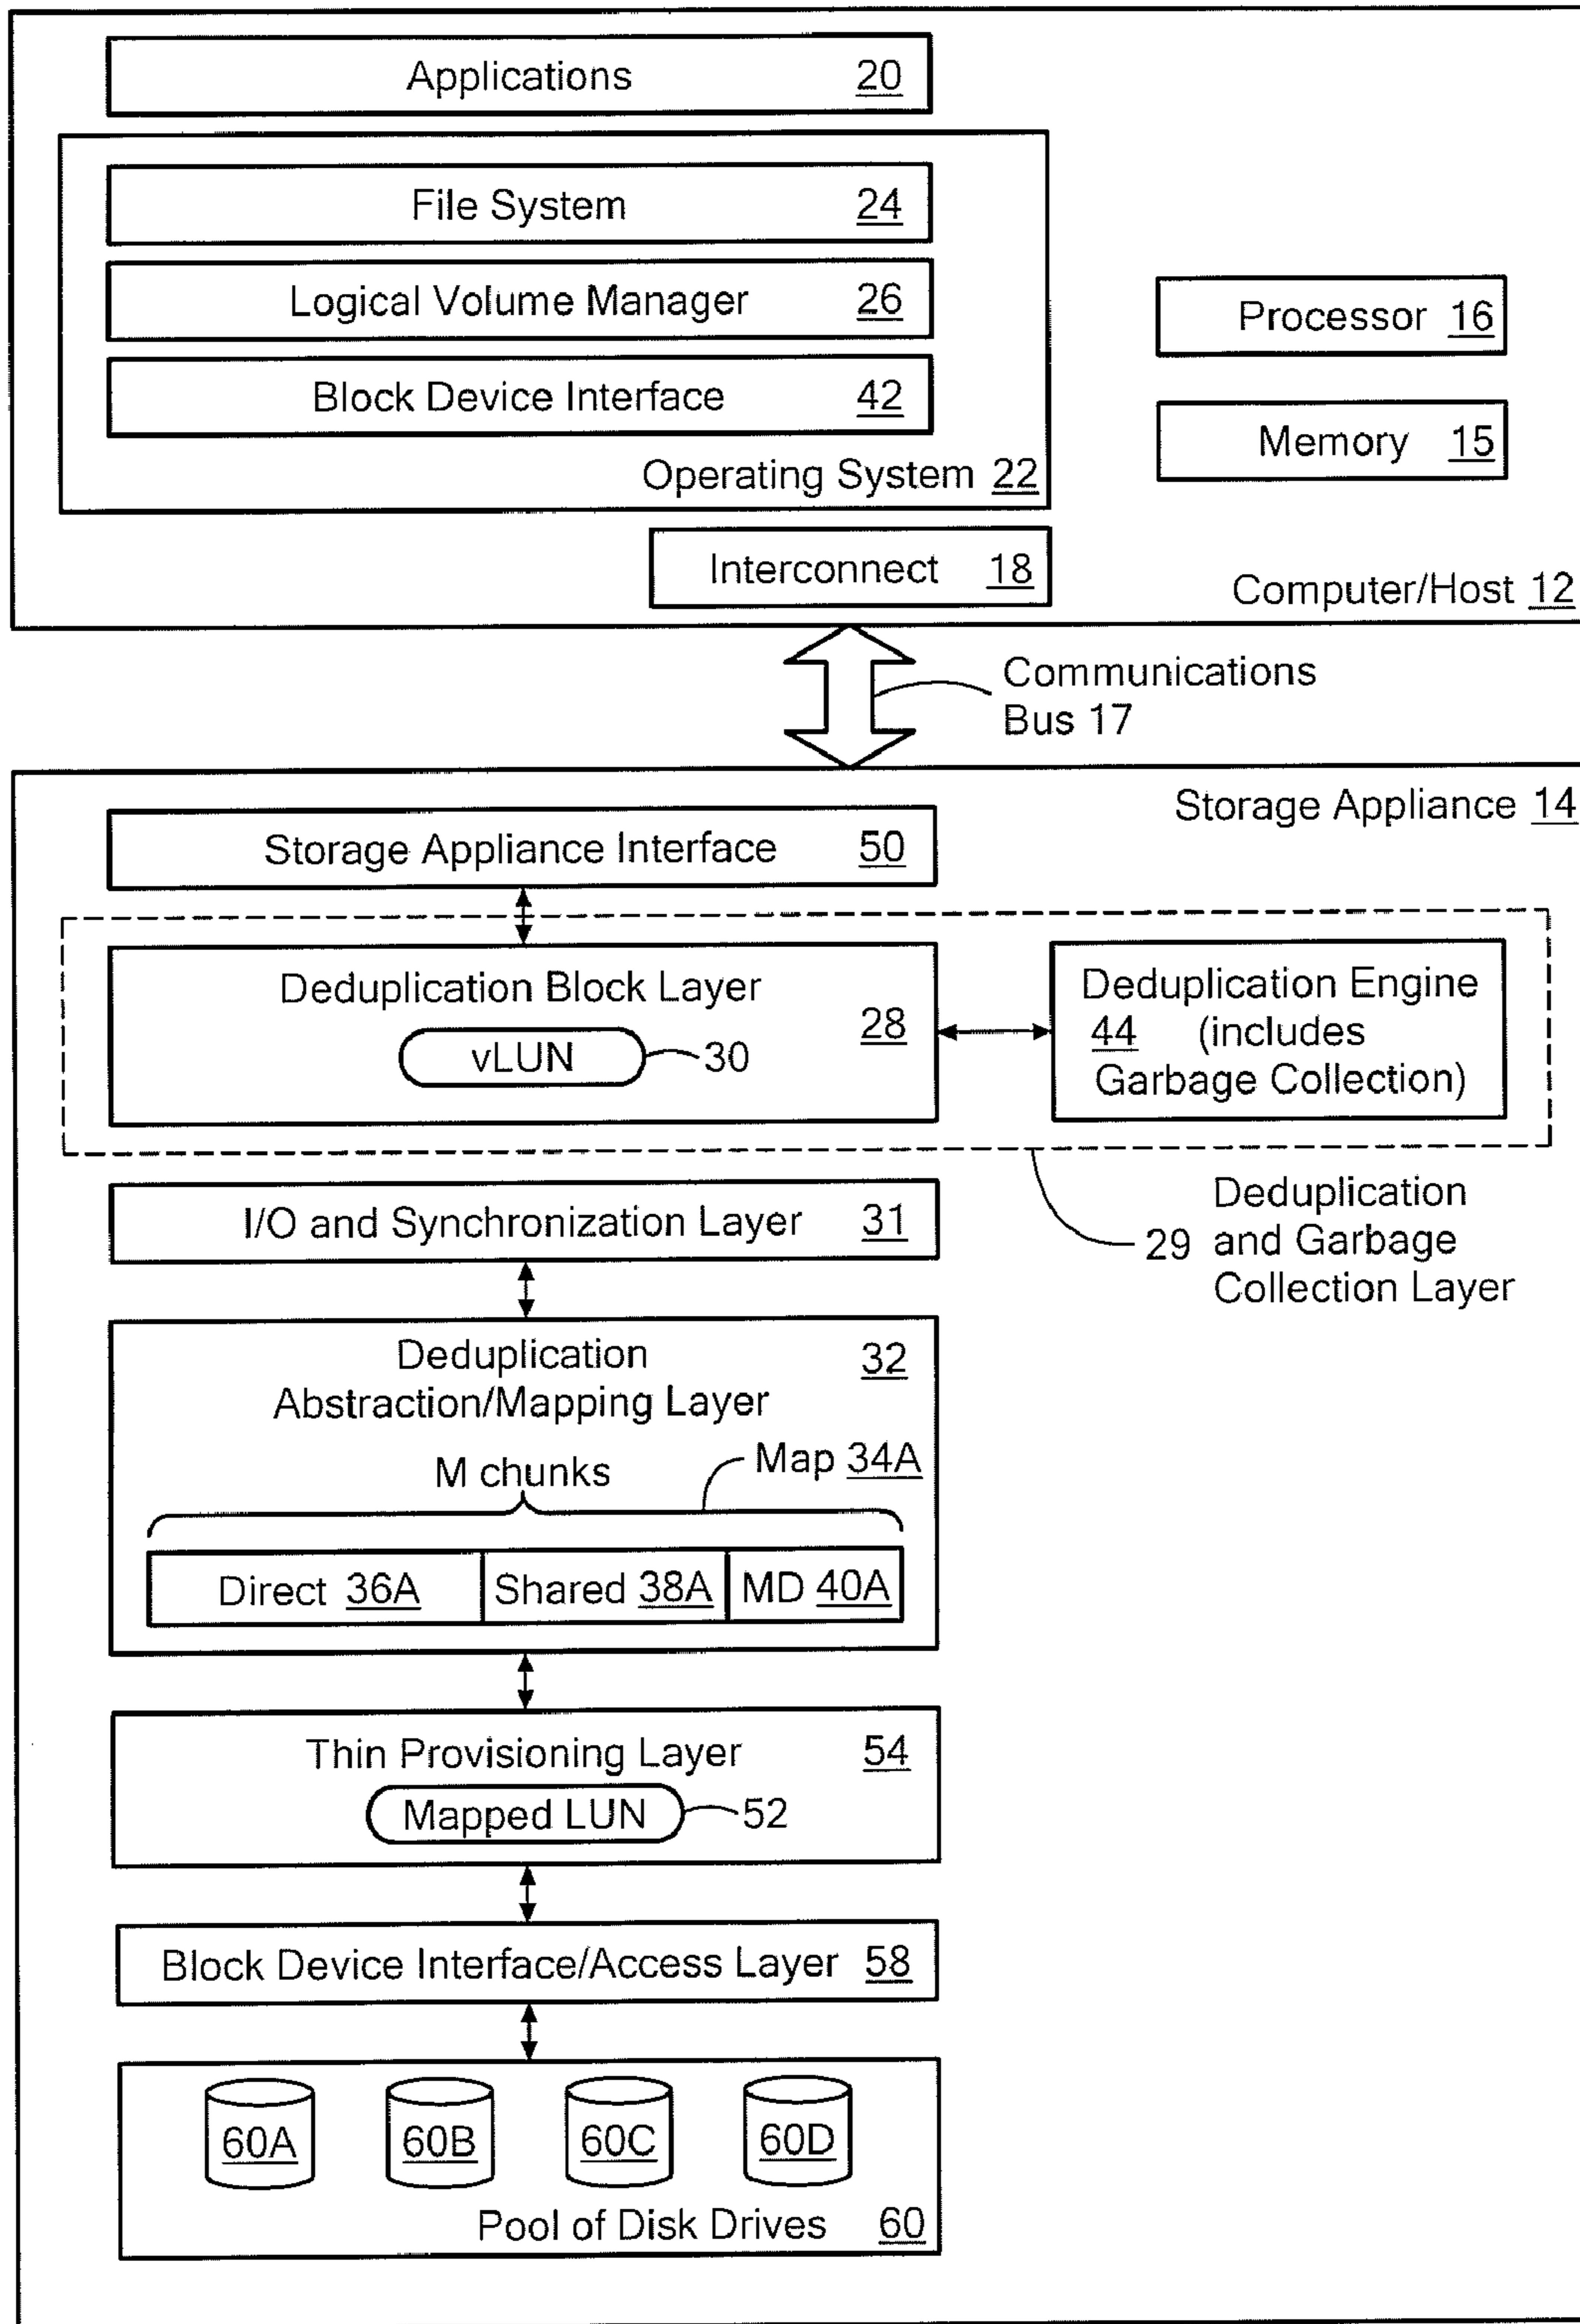 Applications 20
File System 24
Logical Volume Manager 26
Block Device Interface 42
Operating System 22
Processor 16
Memory 15
Interconnect 18
Computer/Host 12
Communications
Bus 17
Storage Appliance 14
Storage Appliance Interface 50
Deduplication Block Layer
28
vLUN
30
Deduplication Engine
44 (includes
Garbage Collection)
I/O and Synchronization Layer 31
29
Deduplication
and Garbage
Collection Layer
Deduplication
Abstraction/Mapping Layer
32
M chunks
Map 34A
Direct 36A
Shared 38A
MD 40A
Thin Provisioning Layer 54
Mapped LUN
52
Block Device Interface/Access Layer 58
60A
60B
60C
60D
Pool of Disk Drives 60